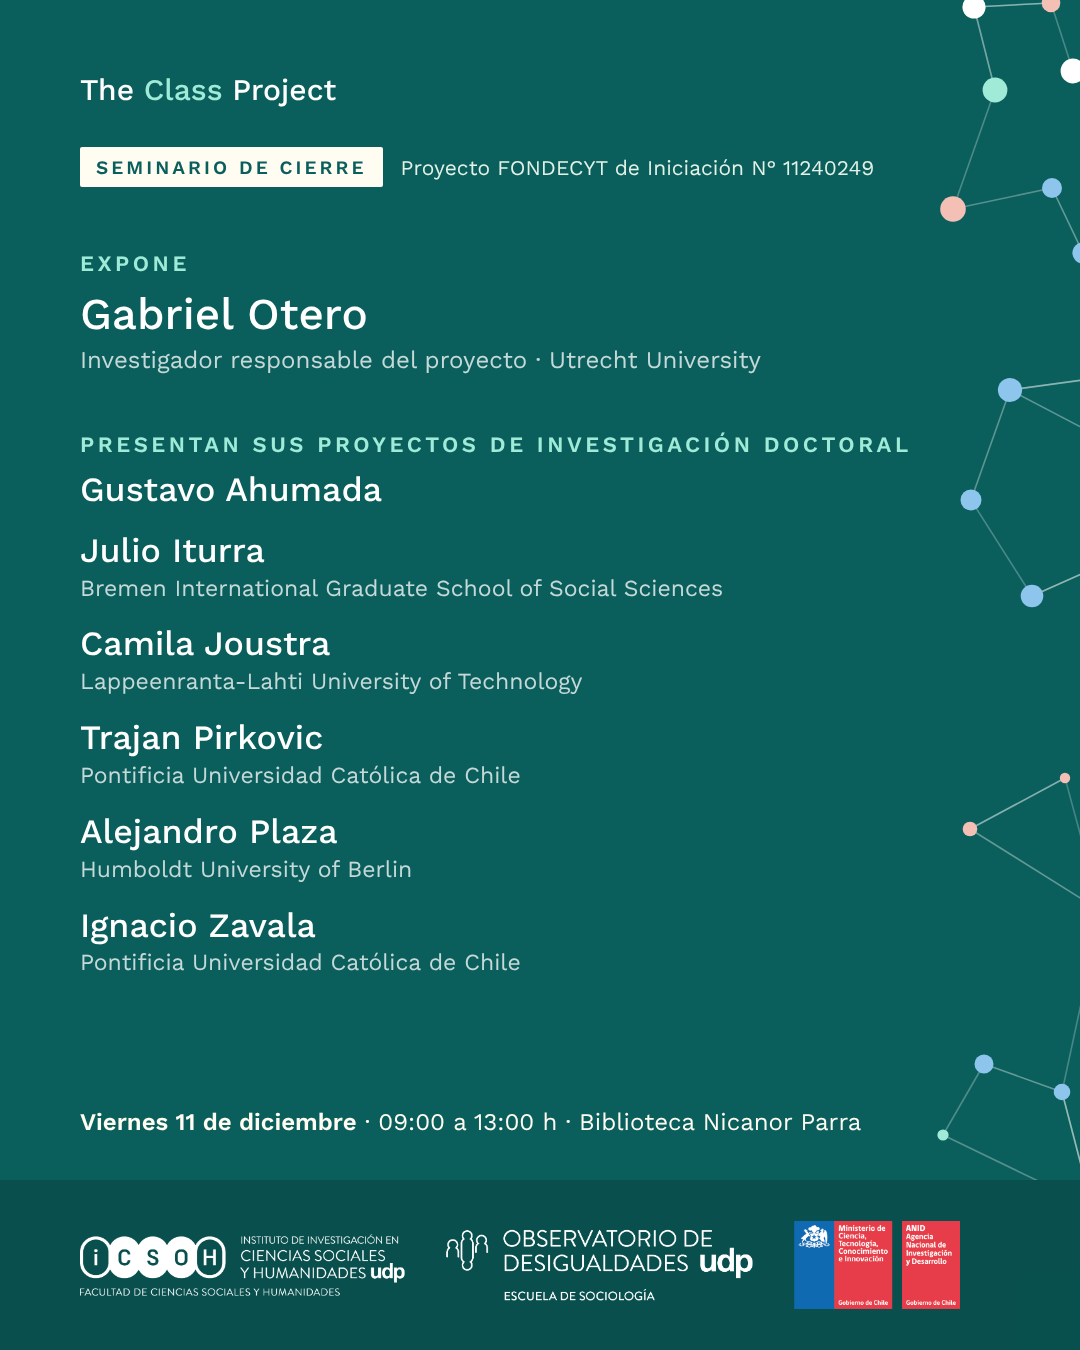 The Class Project
SEMINARIO DE CIERRE Proyecto FONDECYT de Iniciación N° 11240249
EXPONE
Gabriel Otero
Investigador responsable del proyecto · Utrecht University
PRESENTAN SUS PROYECTOS DE INVESTIGACIÓN DOCTORAL
Gustavo Ahumada
Julio Iturra
Bremen International Graduate School of Social Sciences
Camila Joustra
Lappeenranta-Lahti University of Technology
Trajan Pirkovic
Pontificia Universidad Católica de Chile
Alejandro Plaza
Humboldt University of Berlin
Ignacio Zavala
Pontificia Universidad Católica de Chile
Viernes 11 de diciembre · 09:00 a 13:00 h · Biblioteca Nicanor Parra
iCSOH
INSTITUTO DE INVESTIGACIÓN EN
CIENCIAS SOCIALES
Y HUMANIDADES udp
FACULTAD DE CIENCIAS SOCIALES Y HUMANIDADES
OBSERVATORIO DE
DESIGUALDADES udp
ESCUELA DE SOCIOLOGÍA
Ministerio de
Ciencia,
Tecnología,
Conocimiento
e Innovación
Gobierno de Chile
ANID
Agencia
Nacional de
Investigación
y Desarrollo
Gobierno de Chile